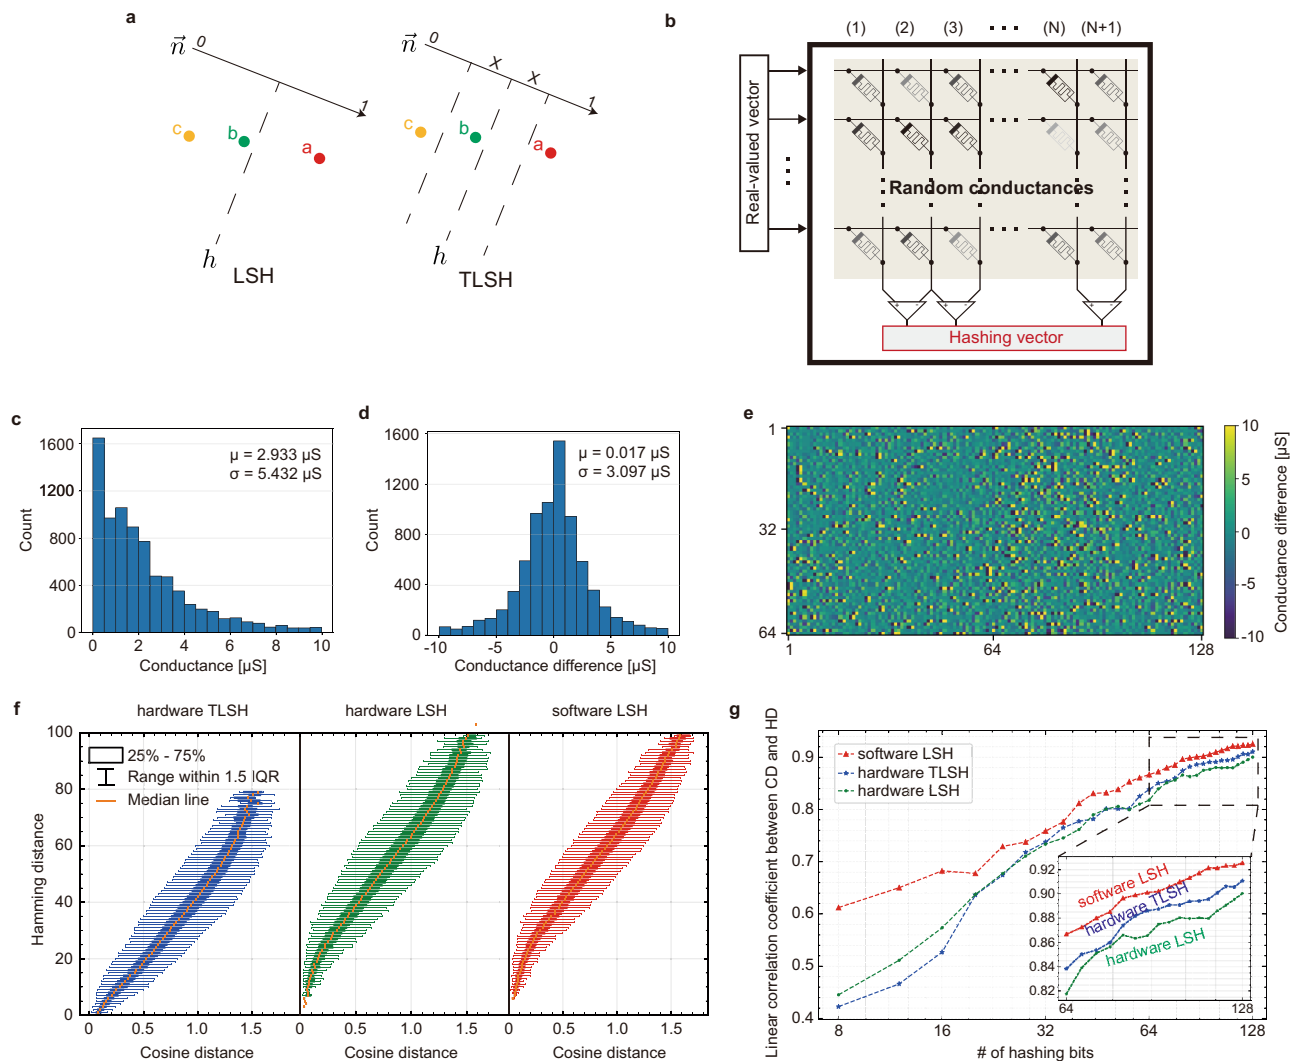 a
n
0
1
c
b
a
h
LSH
n
0
X
X
1
c
b
a
h
TLSH
b
(1) (2) (3) (N) (N+1)
Real-valued vector
Random conductances
+ - + - + -
Hashing vector
c
μ = 2.933 μS
σ = 5.432 μS
Count
1600
1200
800
400
0
0 2 4 6 8 10
Conductance [μS]
d
μ = 0.017 μS
σ = 3.097 μS
Count
1600
1200
800
400
0
-10 -5 0 5 10
Conductance difference [μS]
e
1
32
64
1 64 128
10
5
0
-5
-10
Conductance difference [μS]
f
hardware TLSH hardware LSH software LSH
25% - 75%
Range within 1.5 IQR
Median line
Hamming distance
100
80
60
40
20
0
0 0.5 1.0 1.5 0 0.5 1.0 1.5 0 0.5 1.0 1.5
Cosine distance Cosine distance Cosine distance
g
software LSH
hardware TLSH
hardware LSH
Linear correlation coefficient between CD and HD
0.9
0.8
0.7
0.6
0.5
0.4
8 16 32 64 128
# of hashing bits
0.92
0.90
0.88
0.86
0.84
0.82
64 128
software LSH
hardware TLSH
hardware LSH